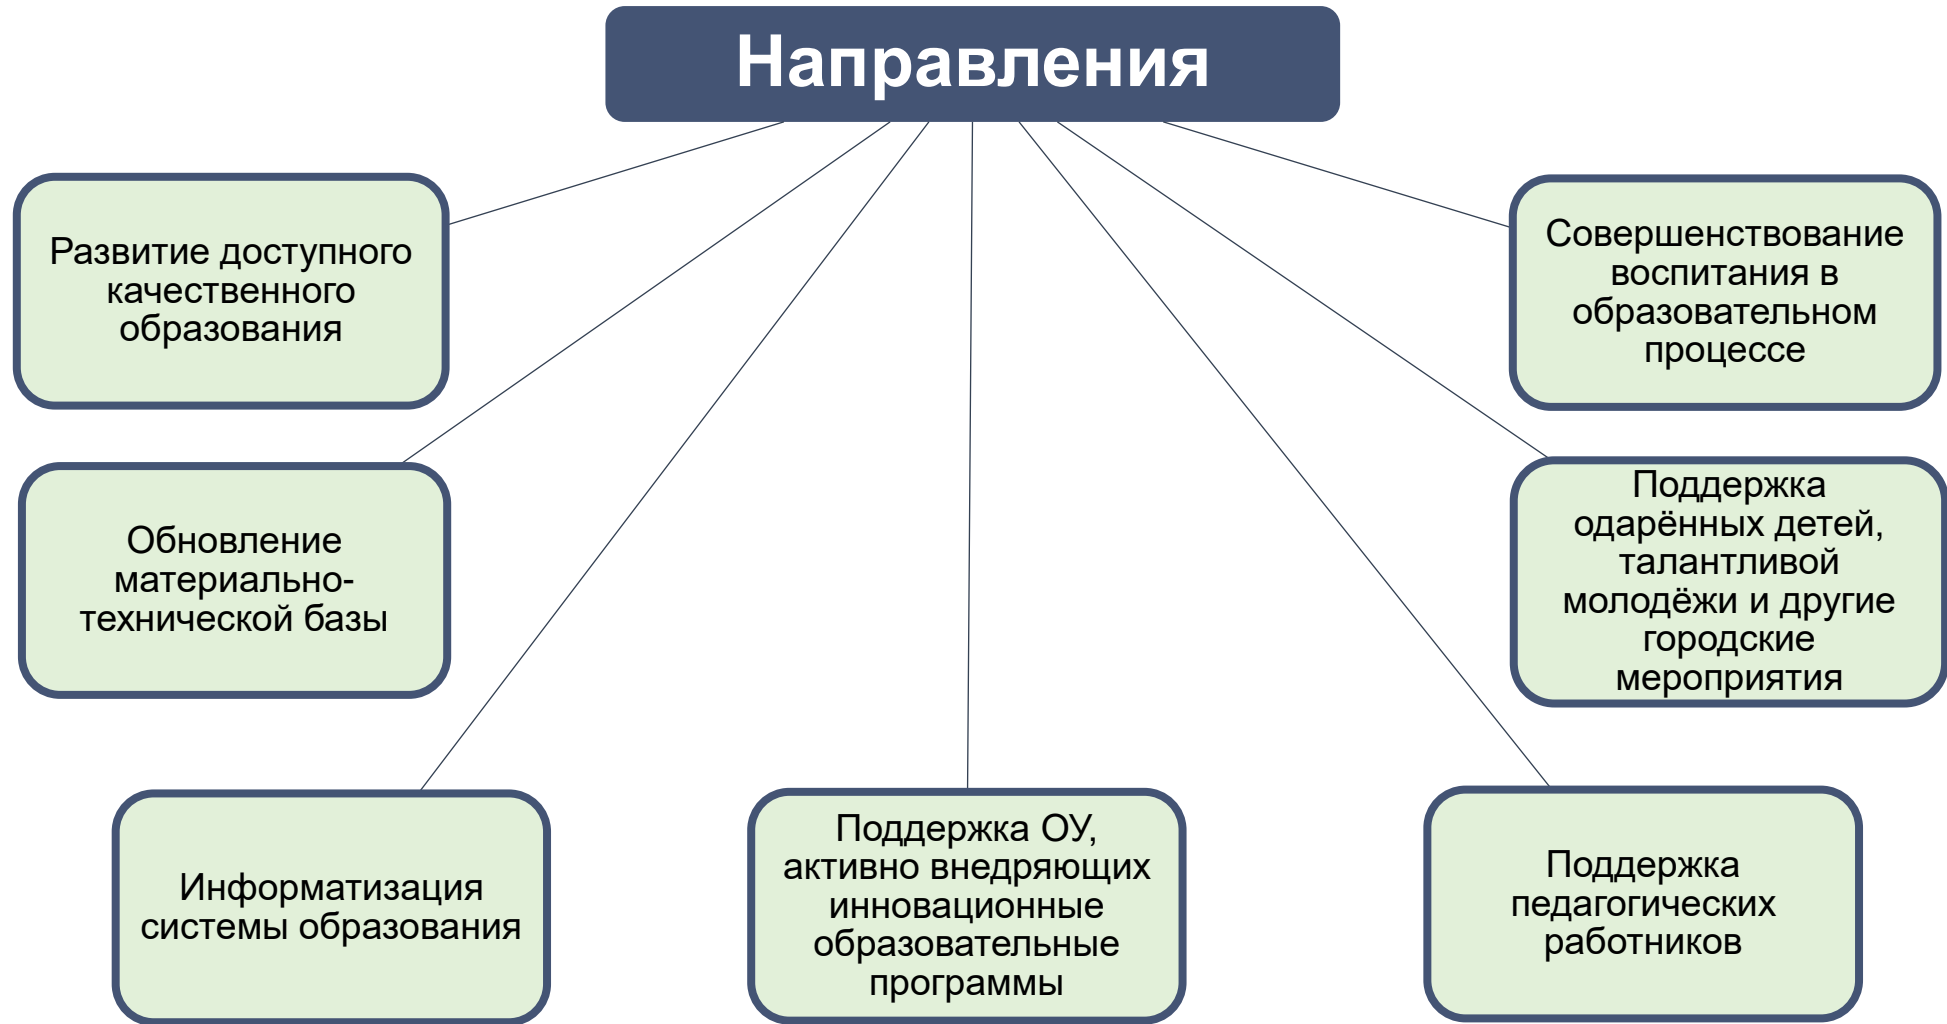 Направления
Развитие доступного
качественного
образования
Совершенствование
воспитания в
образовательном
процессе
Обновление
материально-
технической базы
Поддержка
одарённых детей,
талантливой
молодёжи и другие
городские
мероприятия
Информатизация
системы образования
Поддержка ОУ,
активно внедряющих
инновационные
образовательные
программы
Поддержка
педагогических
работников